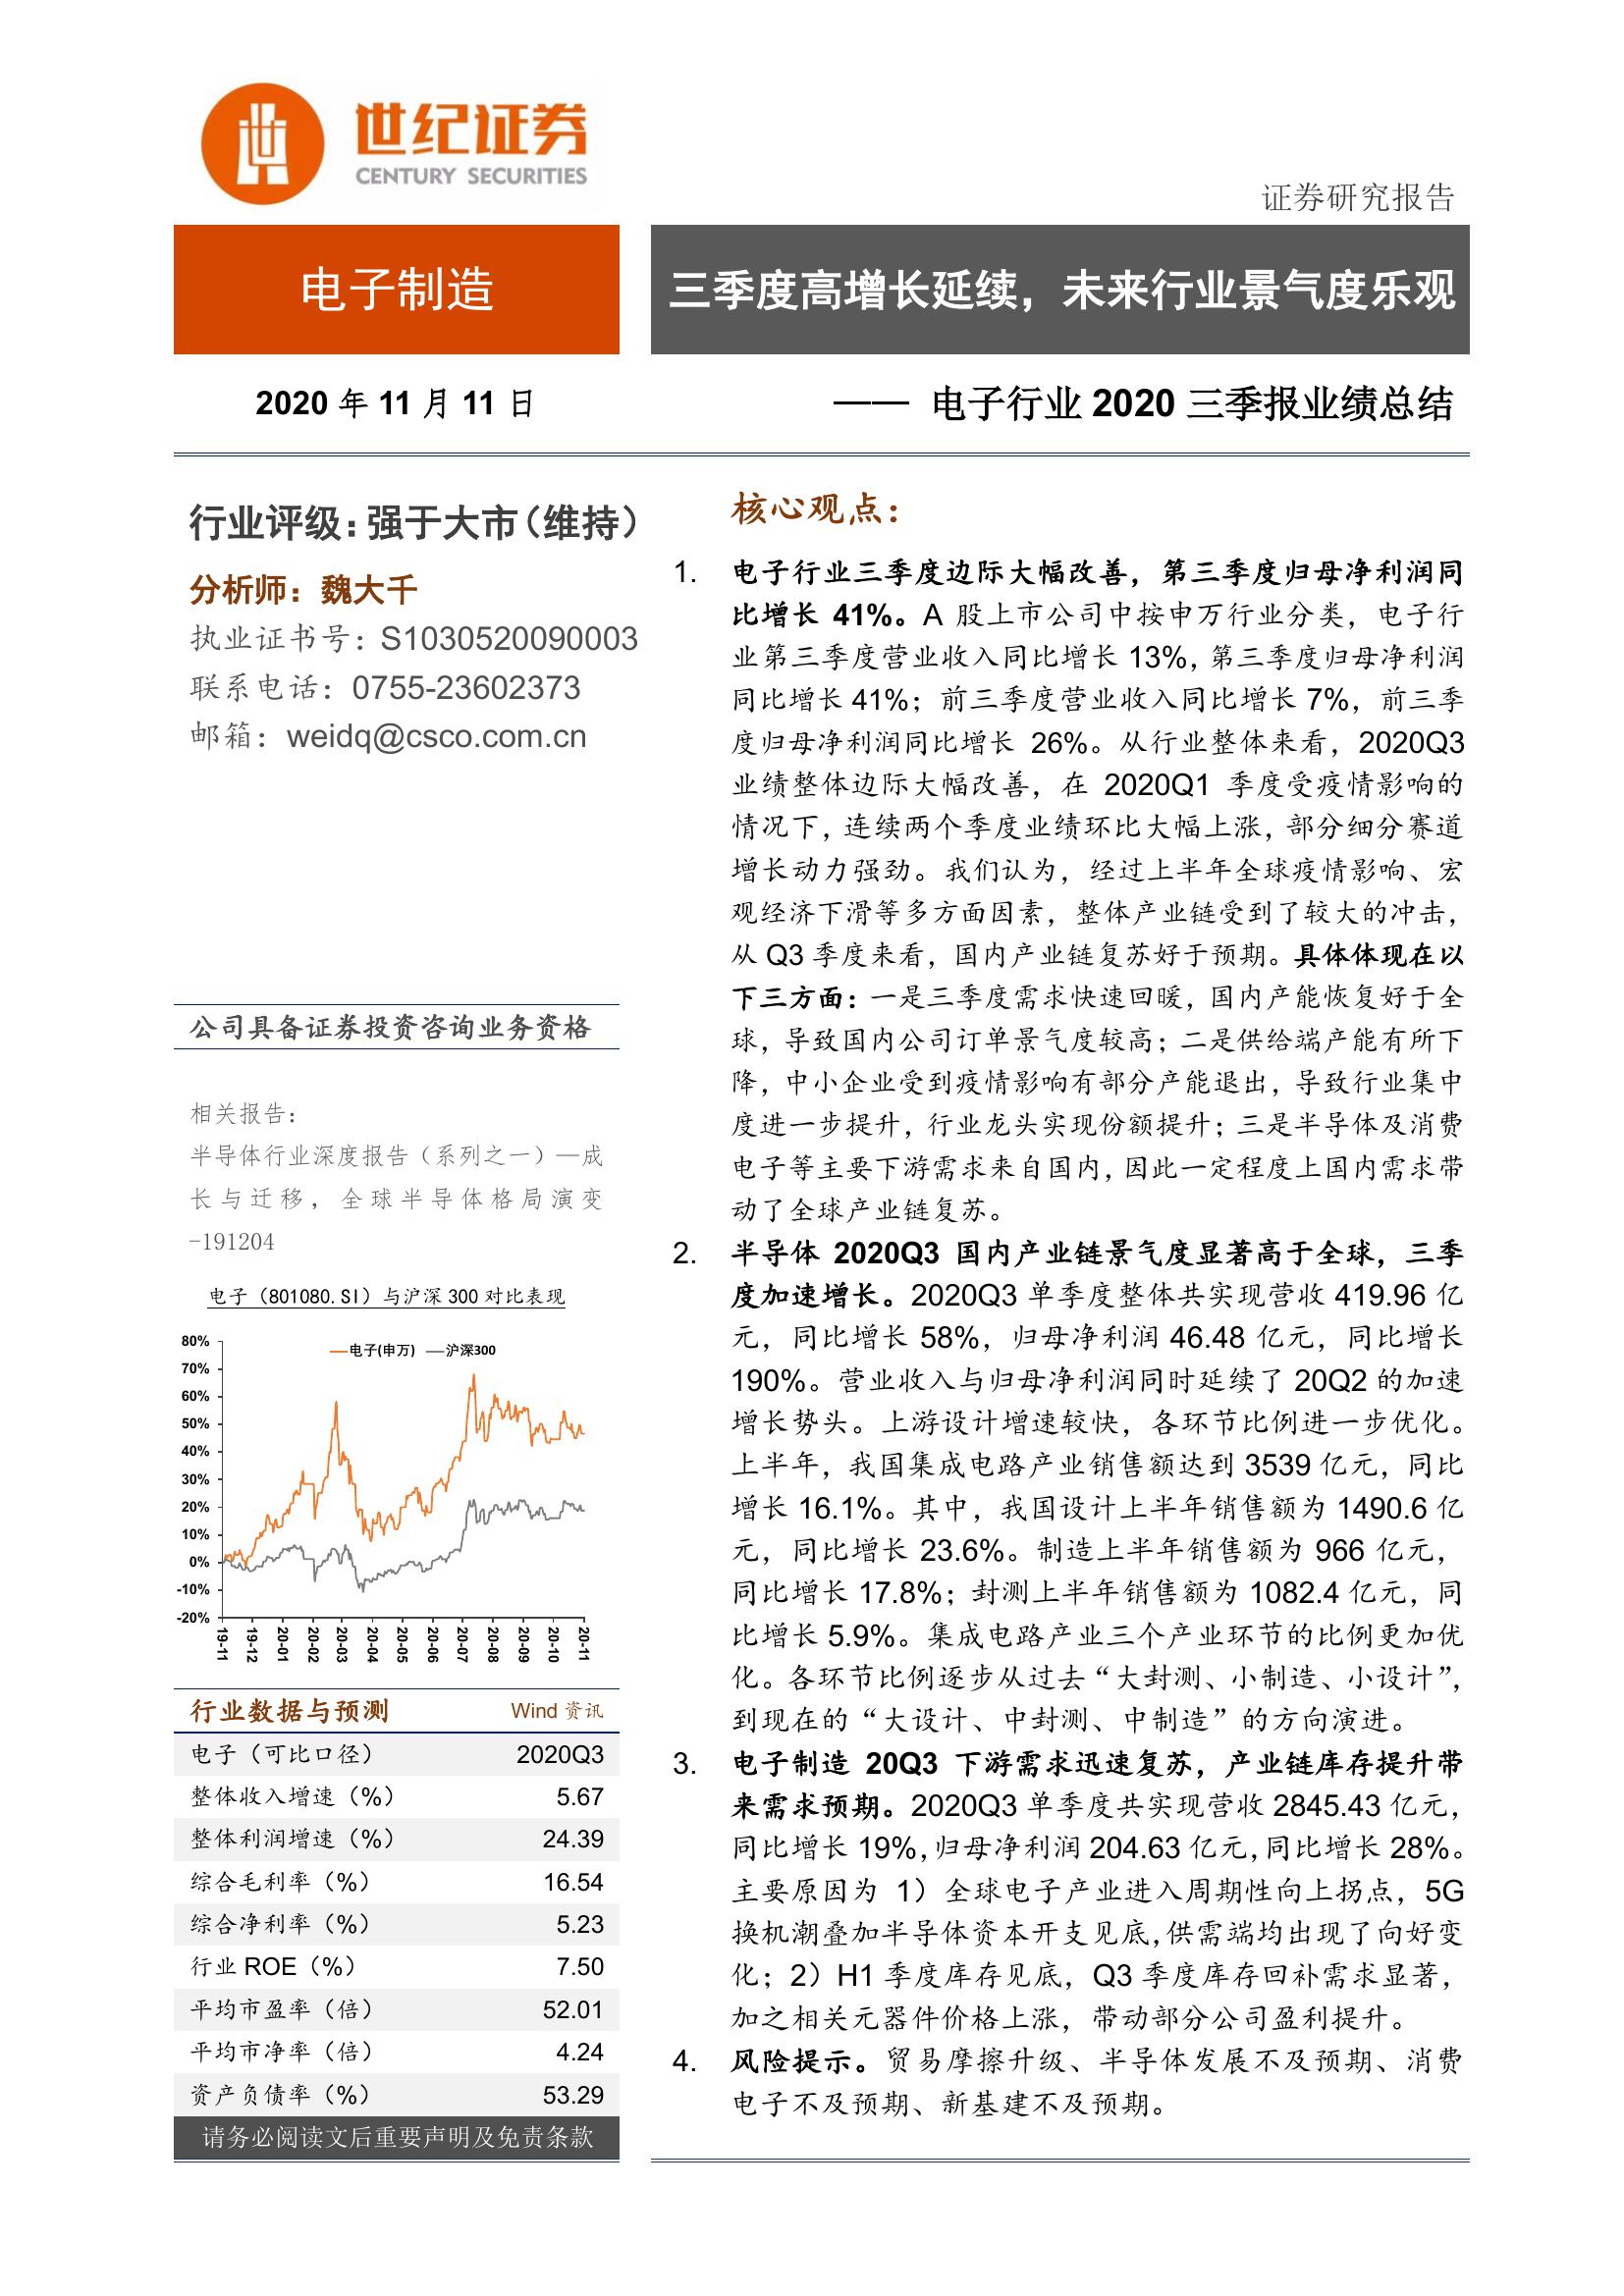 世纪证券
CENTURY SECURITIES
证券研究报告
电子制造
三季度高增长延续，未来行业景气度乐观
2020 年 11 月 11 日
—— 电子行业 2020 三季报业绩总结
行业评级：强于大市（维持）
分析师：魏大千
执业证书号：S1030520090003
联系电话：0755-23602373
邮箱：weidq@csco.com.cn
公司具备证券投资咨询业务资格
相关报告：
半导体行业深度报告（系列之一）—成
长与迁移，全球半导体格局演变
-191204
电子（801080.SI）与沪深 300 对比表现
电子(申万) 沪深300
80%
70%
60%
50%
40%
30%
20%
10%
0%
-10%
-20%
19-11 19-12 20-01 20-02 20-03 20-04 20-05 20-06 20-07 20-08 20-09 20-10 20-11
行业数据与预测 Wind 资讯
电子（可比口径） 2020Q3
整体收入增速（%） 5.67
整体利润增速（%） 24.39
综合毛利率（%） 16.54
综合净利率（%） 5.23
行业 ROE（%） 7.50
平均市盈率（倍） 52.01
平均市净率（倍） 4.24
资产负债率（%） 53.29
请务必阅读文后重要声明及免责条款
核心观点：
1. 电子行业三季度边际大幅改善，第三季度归母净利润同
比增长 41%。A 股上市公司中按申万行业分类，电子行
业第三季度营业收入同比增长 13%，第三季度归母净利润
同比增长 41%；前三季度营业收入同比增长 7%，前三季
度归母净利润同比增长 26%。从行业整体来看，2020Q3
业绩整体边际大幅改善，在 2020Q1 季度受疫情影响的
情况下，连续两个季度业绩环比大幅上涨，部分细分赛道
增长动力强劲。我们认为，经过上半年全球疫情影响、宏
观经济下滑等多方面因素，整体产业链受到了较大的冲击，
从 Q3 季度来看，国内产业链复苏好于预期。具体体现在以
下三方面：一是三季度需求快速回暖，国内产能恢复好于全
球，导致国内公司订单景气度较高；二是供给端产能有所下
降，中小企业受到疫情影响有部分产能退出，导致行业集中
度进一步提升，行业龙头实现份额提升；三是半导体及消费
电子等主要下游需求来自国内，因此一定程度上国内需求带
动了全球产业链复苏。
2. 半导体 2020Q3 国内产业链景气度显著高于全球，三季
度加速增长。2020Q3 单季度整体共实现营收 419.96 亿
元，同比增长 58%，归母净利润 46.48 亿元，同比增长
190%。营业收入与归母净利润同时延续了 20Q2 的加速
增长势头。上游设计增速较快，各环节比例进一步优化。
上半年，我国集成电路产业销售额达到 3539 亿元，同比
增长 16.1%。其中，我国设计上半年销售额为 1490.6 亿
元，同比增长 23.6%。制造上半年销售额为 966 亿元，
同比增长 17.8%；封测上半年销售额为 1082.4 亿元，同
比增长 5.9%。集成电路产业三个产业环节的比例更加优
化。各环节比例逐步从过去“大封测、小制造、小设计”，
到现在的“大设计、中封测、中制造”的方向演进。
3. 电子制造 20Q3 下游需求迅速复苏，产业链库存提升带
来需求预期。2020Q3 单季度共实现营收 2845.43 亿元，
同比增长 19%，归母净利润 204.63 亿元，同比增长 28%。
主要原因为 1）全球电子产业进入周期性向上拐点，5G
换机潮叠加半导体资本开支见底，供需端均出现了向好变
化；2）H1 季度库存见底，Q3 季度库存回补需求显著，
加之相关元器件价格上涨，带动部分公司盈利提升。
4. 风险提示。贸易摩擦升级、半导体发展不及预期、消费
电子不及预期、新基建不及预期。